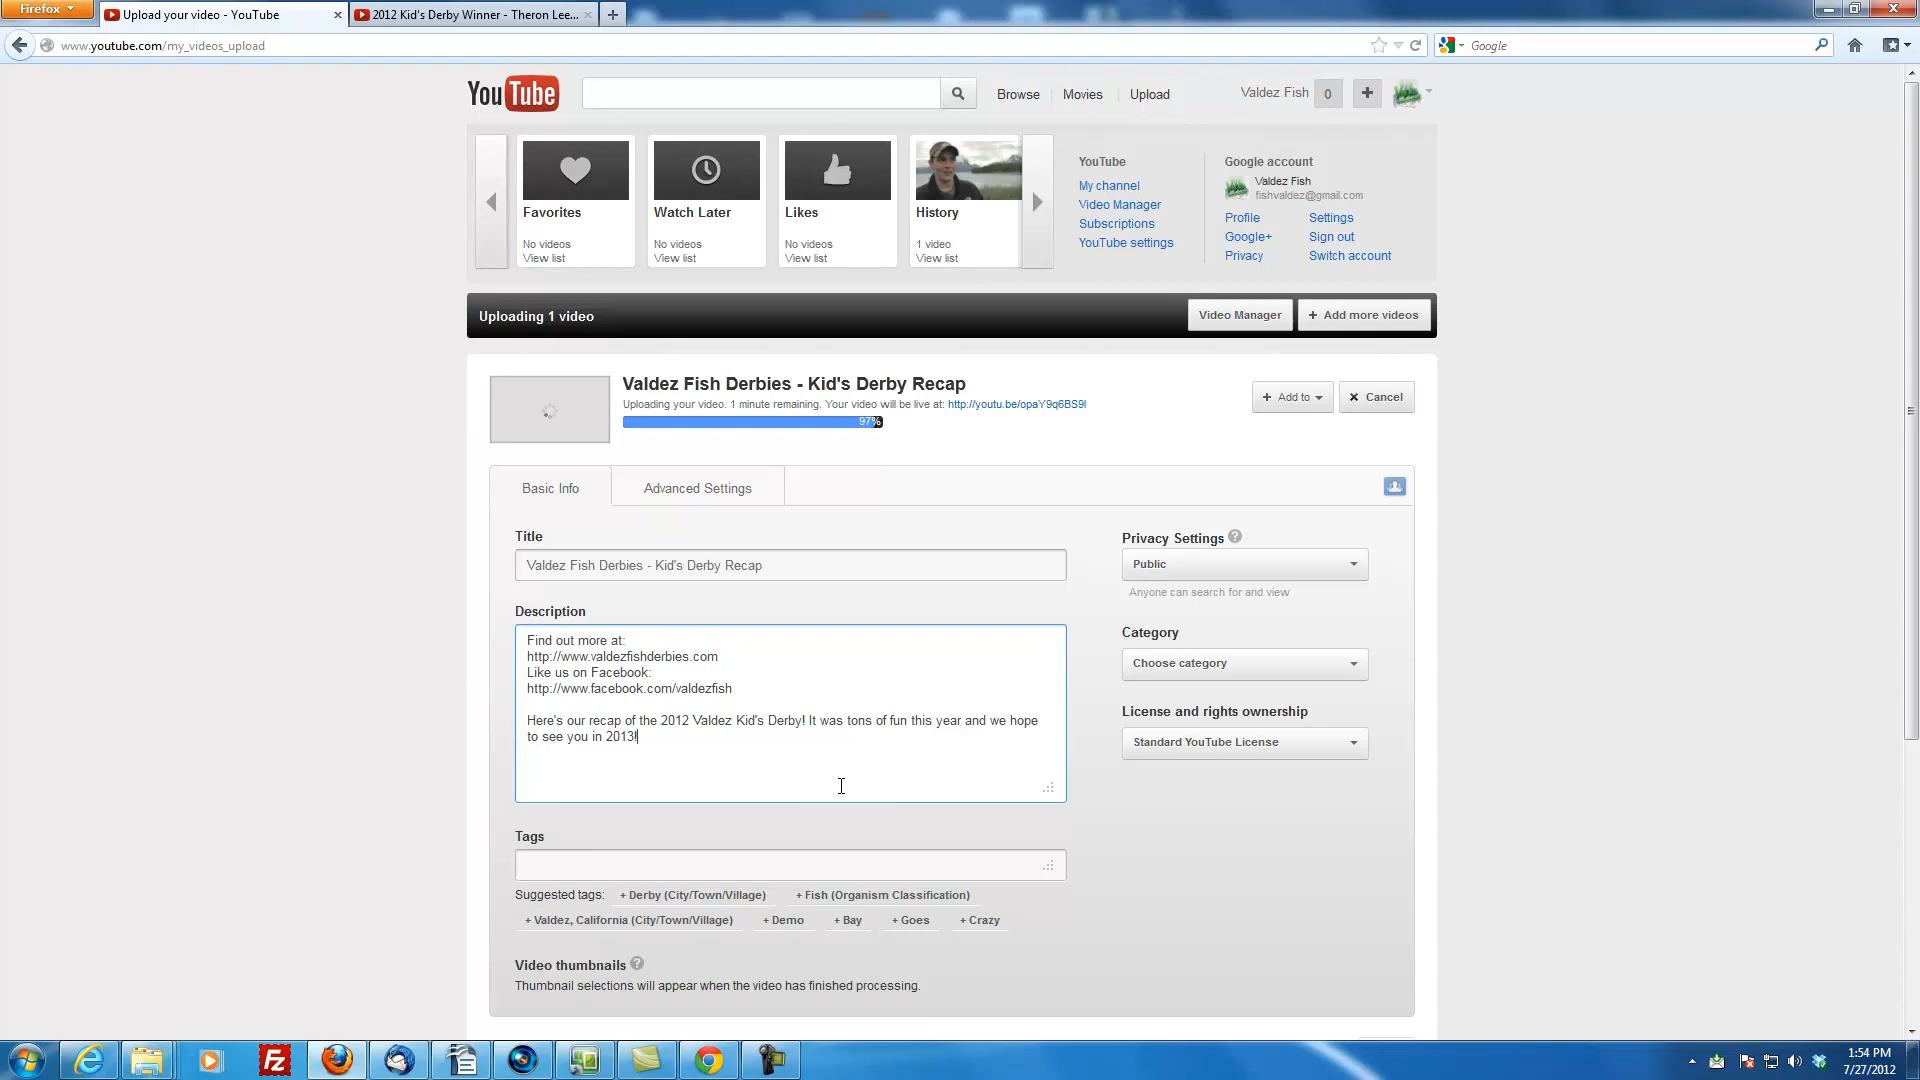 Firefox
Upload your video - YouTube
2012 Kid's Derby Winner - Theron Lee...
www.youtube.com/my_videos_upload
Google
YouTube
Browse
Movies
Upload
Valdez Fish
0
Favorites
No videos
View list
Watch Later
No videos
View list
Likes
No videos
View list
History
1 video
View list
YouTube
My channel
Video Manager
Subscriptions
YouTube settings
Google account
Valdez Fish
fishvaldez@gmail.com
Profile
Settings
Google+
Sign out
Privacy
Switch account
Uploading 1 video
Video Manager
+ Add more videos
Valdez Fish Derbies - Kid's Derby Recap
Uploading your video. 1 minute remaining. Your video will be live at: http://youtu.be/opaY9q6BS9I
97%
+ Add to
Cancel
Basic Info
Advanced Settings
Title
Valdez Fish Derbies - Kid's Derby Recap
Description
Find out more at:
http://www.valdezfishderbies.com
Like us on Facebook:
http://www.facebook.com/valdezfish
Here's our recap of the 2012 Valdez Kid's Derby! It was tons of fun this year and we hope
to see you in 2013!
Privacy Settings
Public
Anyone can search for and view
Category
Choose category
License and rights ownership
Standard YouTube License
Tags
Suggested tags: + Derby (City/Town/Village) + Fish (Organism Classification)
+ Valdez, California (City/Town/Village) + Demo + Bay + Goes + Crazy
Video thumbnails
Thumbnail selections will appear when the video has finished processing.
1:54 PM
7/27/2012